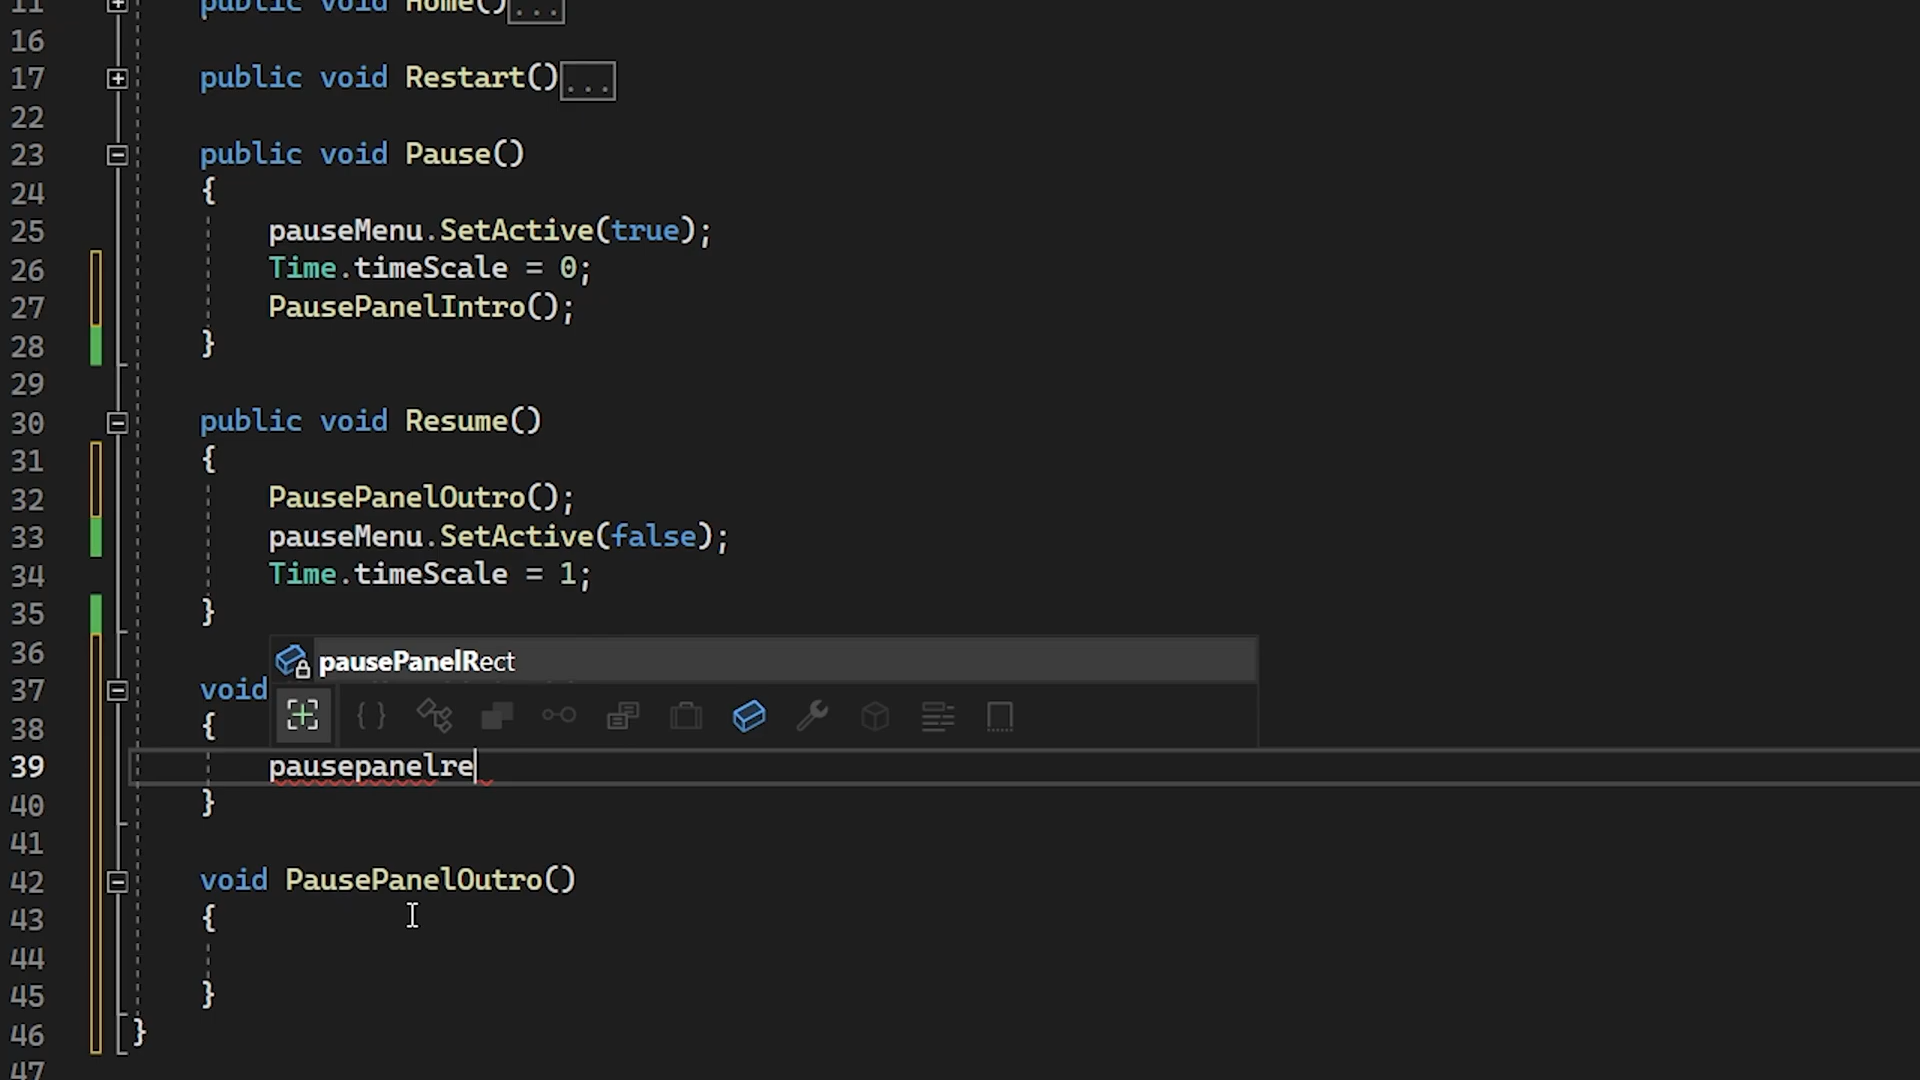 11 public void Home()...
16
17 public void Restart()...
22
23 public void Pause()
24 {
25 pauseMenu.SetActive(true);
26 Time.timeScale = 0;
27 PausePanelIntro();
28 }
29
30 public void Resume()
31 {
32 PausePanelOutro();
33 pauseMenu.SetActive(false);
34 Time.timeScale = 1;
35 }
36
pausePanelRect
37 void
38 {
39 pausepanelre
40 }
41
42 void PausePanelOutro()
43 {
44
45 }
46 }
47